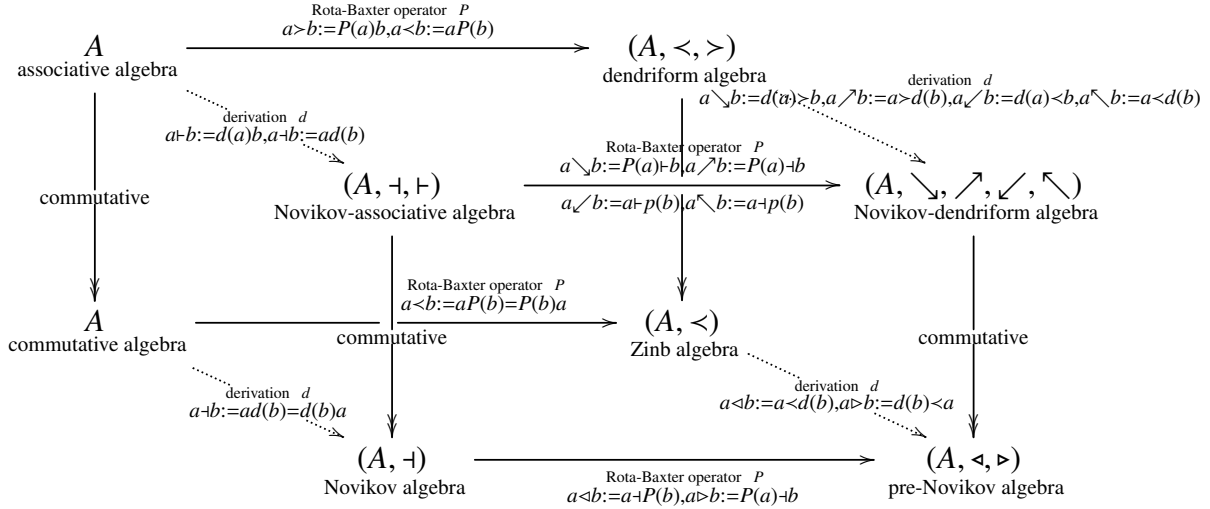 Rota-Baxter operator P
a≻b:=P(a)b,a≺b:=aP(b)
A
associative algebra
(A, ≺, ≻)
dendriform algebra
derivation d
a↘b:=d(a)≻b,a↗b:=a≻d(b),a↙b:=d(a)≺b,a↖b:=a≺d(b)
derivation d
a⊢b:=d(a)b,a⊣b:=ad(b)
Rota-Baxter operator P
a↘b:=P(a)⊢b,a↗b:=P(a)⊣b
commutative
(A, ⊣, ⊢)
Novikov-associative algebra
a↙b:=a⊢p(b),a↖b:=a⊣p(b)
(A, ↘, ↗, ↙, ↖)
Novikov-dendriform algebra
Rota-Baxter operator P
a≺b:=aP(b)=P(b)a
A
commutative algebra
commutative
(A, ≺)
Zinb algebra
commutative
derivation d
a⊣b:=ad(b)=d(b)a
derivation d
a⊲b:=a≺d(b),a⊳b:=d(b)≺a
(A, ⊣)
Novikov algebra
Rota-Baxter operator P
a⊲b:=a⊣P(b),a⊳b:=P(a)⊣b
(A, ⊲, ⊳)
pre-Novikov algebra